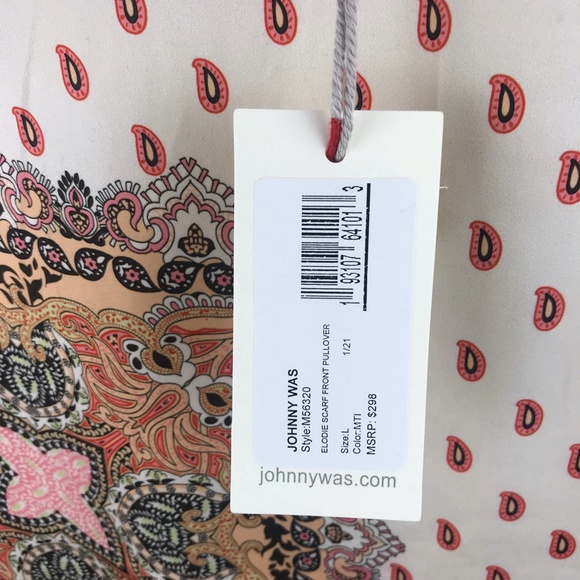 JOHNNY WAS
Style:M56320
ELODIE SCARF FRONT PULLOVER
1/21
Size:L
Color:MTI
MSRP: $298
1 93107 64101 3
johnnywas.com